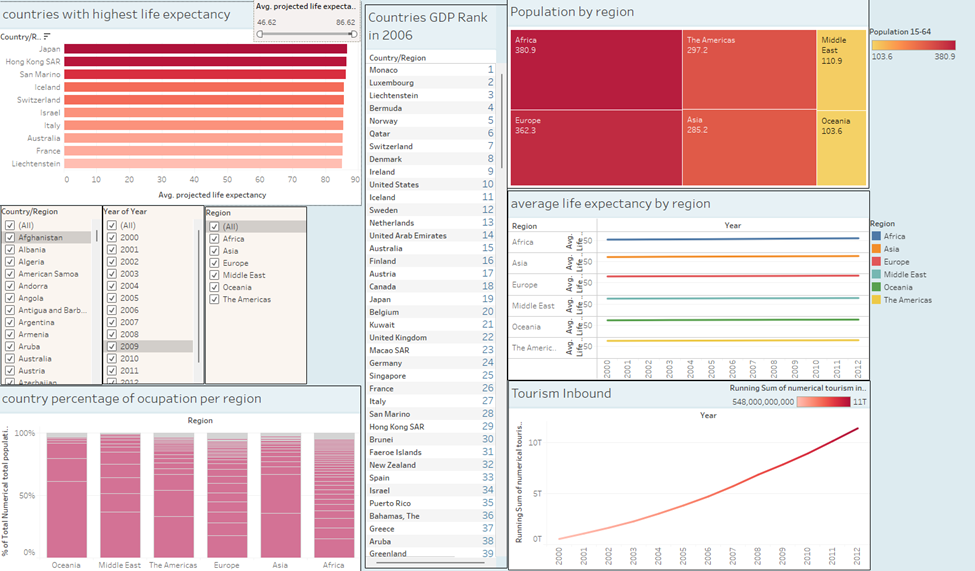 countries with highest life expectancy
Avg. projected life expecta..
46.62 86.62
Country/R..
Japan
Hong Kong SAR
San Marino
Iceland
Switzerland
Israel
Italy
Australia
France
Liechtenstein
0 10 20 30 40 50 60 70 80 90
Avg. projected life expectancy
Country/Region
(All)
Afghanistan
Albania
Algeria
American Samoa
Andorra
Angola
Antigua and Barb...
Argentina
Armenia
Aruba
Australia
Austria
Azerbaijan
Year of Year
(All)
2000
2001
2002
2003
2004
2005
2006
2007
2008
2009
2010
2011
2012
Region
(All)
Africa
Asia
Europe
Middle East
Oceania
The Americas
country percentage of ocupation per region
Region
% of Total Numerical total populati..
100%
50%
0%
Oceania Middle East The Americas Europe Asia Africa
Countries GDP Rank
in 2006
Country/Region
Monaco 1
Luxembourg 2
Liechtenstein 3
Bermuda 4
Norway 5
Qatar 6
Switzerland 7
Denmark 8
Ireland 9
United States 10
Iceland 11
Sweden 12
Netherlands 13
United Arab Emirates 14
Australia 15
Finland 16
Austria 17
Canada 18
Japan 19
Belgium 20
Kuwait 21
United Kingdom 22
Macao SAR 23
Germany 24
Singapore 25
France 26
Italy 27
San Marino 28
Hong Kong SAR 29
Brunei 30
Faeroe Islands 31
New Zealand 32
Spain 33
Israel 34
Puerto Rico 35
Bahamas, The 36
Greece 37
Aruba 38
Greenland 39
Population by region
Africa
380.9
The Americas
297.2
Middle
East
110.9
Europe
362.3
Asia
285.2
Oceania
103.6
Population 15-64
103.6 380.9
average life expectancy by region
Region Year
Africa Avg. Life .. 50
Asia Avg. Life .. 50
Europe Avg. Life .. 50
Middle East Avg. Life .. 50
Oceania Avg. Life .. 50
The Americ.. Avg. Life .. 50
2000 2001 2002 2003 2004 2005 2006 2007 2008 2009 2010 2011 2012
Region
Africa
Asia
Europe
Middle East
Oceania
The Americas
Tourism Inbound
Running Sum of numerical tourism in..
548,000,000,000 11T
Year
Running Sum of numerical touris..
10T
5T
0T
2000 2001 2002 2003 2004 2005 2006 2007 2008 2009 2010 2011 2012